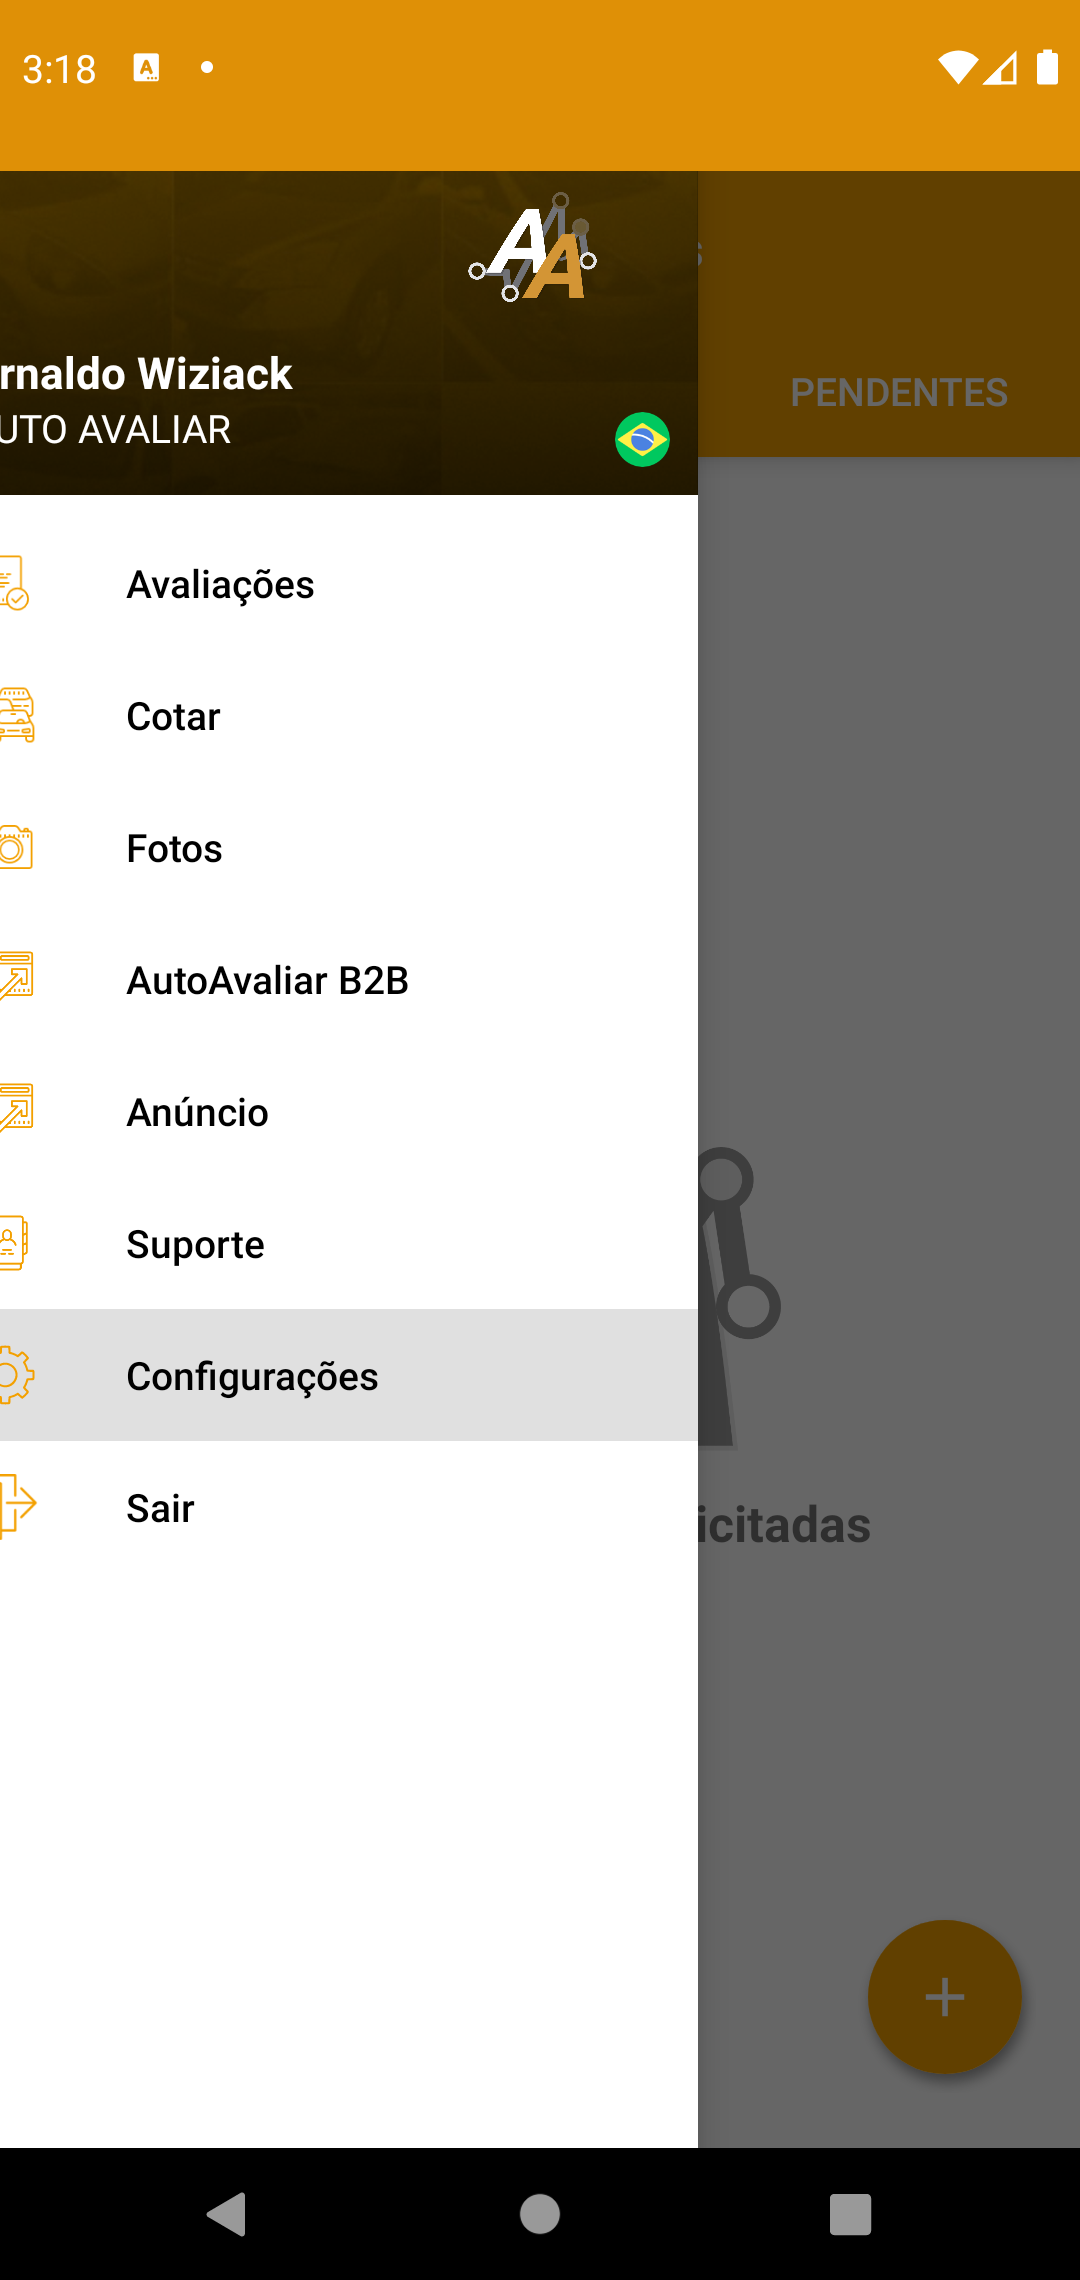 3:18
rnaldo Wiziack
UTO AVALIAR
PENDENTES
Avaliações
Cotar
Fotos
AutoAvaliar B2B
Anúncio
Suporte
Configurações
icitadas
Sair